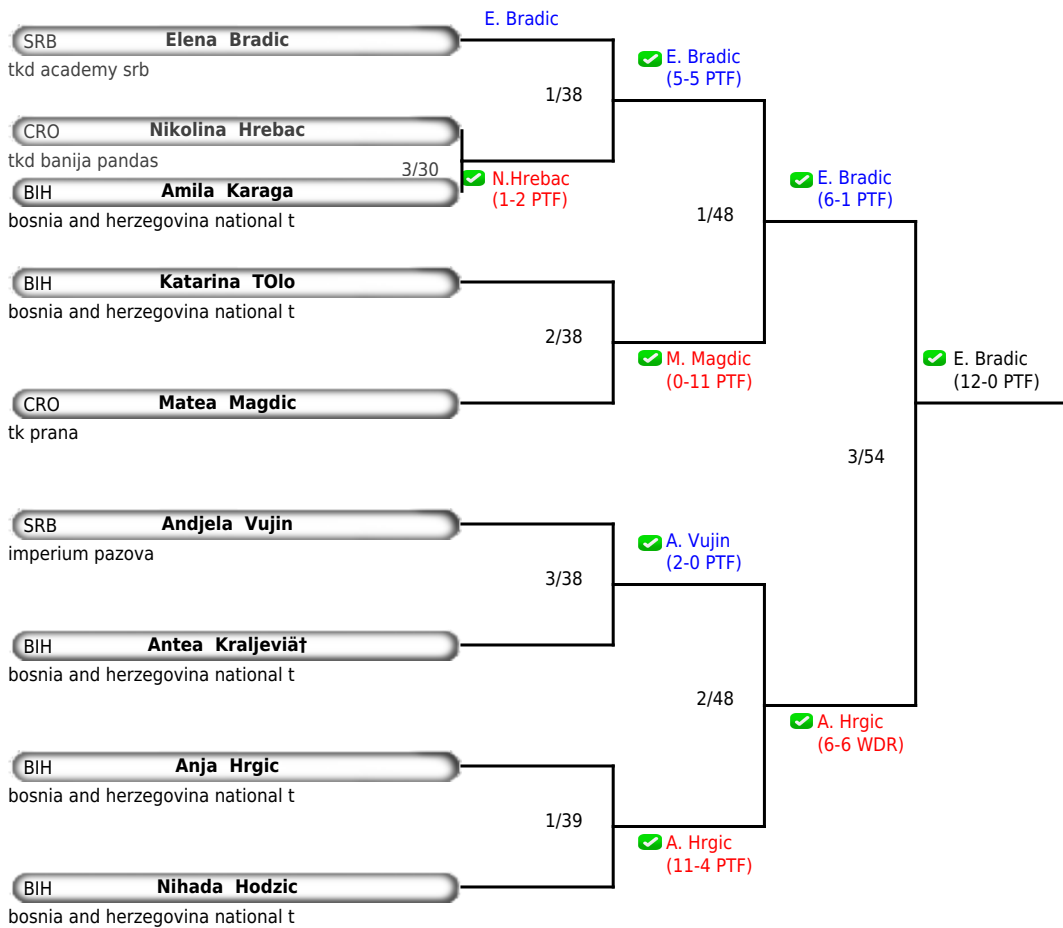 E. Bradic
SRB Elena Bradic
tkd academy srb
E. Bradic
(5-5 PTF)
1/38
CRO Nikolina Hrebac
tkd banija pandas
3/30
N.Hrebac
(1-2 PTF)
BIH Amila Karaga
bosnia and herzegovina national t
E. Bradic
(6-1 PTF)
1/48
BIH Katarina TOlo
bosnia and herzegovina national t
2/38
M. Magdic
(0-11 PTF)
E. Bradic
(12-0 PTF)
CRO Matea Magdic
tk prana
3/54
SRB Andjela Vujin
imperium pazova
A. Vujin
(2-0 PTF)
3/38
BIH Antea Kraljeviä†
bosnia and herzegovina national t
2/48
A. Hrgic
(6-6 WDR)
BIH Anja Hrgic
bosnia and herzegovina national t
1/39
A. Hrgic
(11-4 PTF)
BIH Nihada Hodzic
bosnia and herzegovina national t